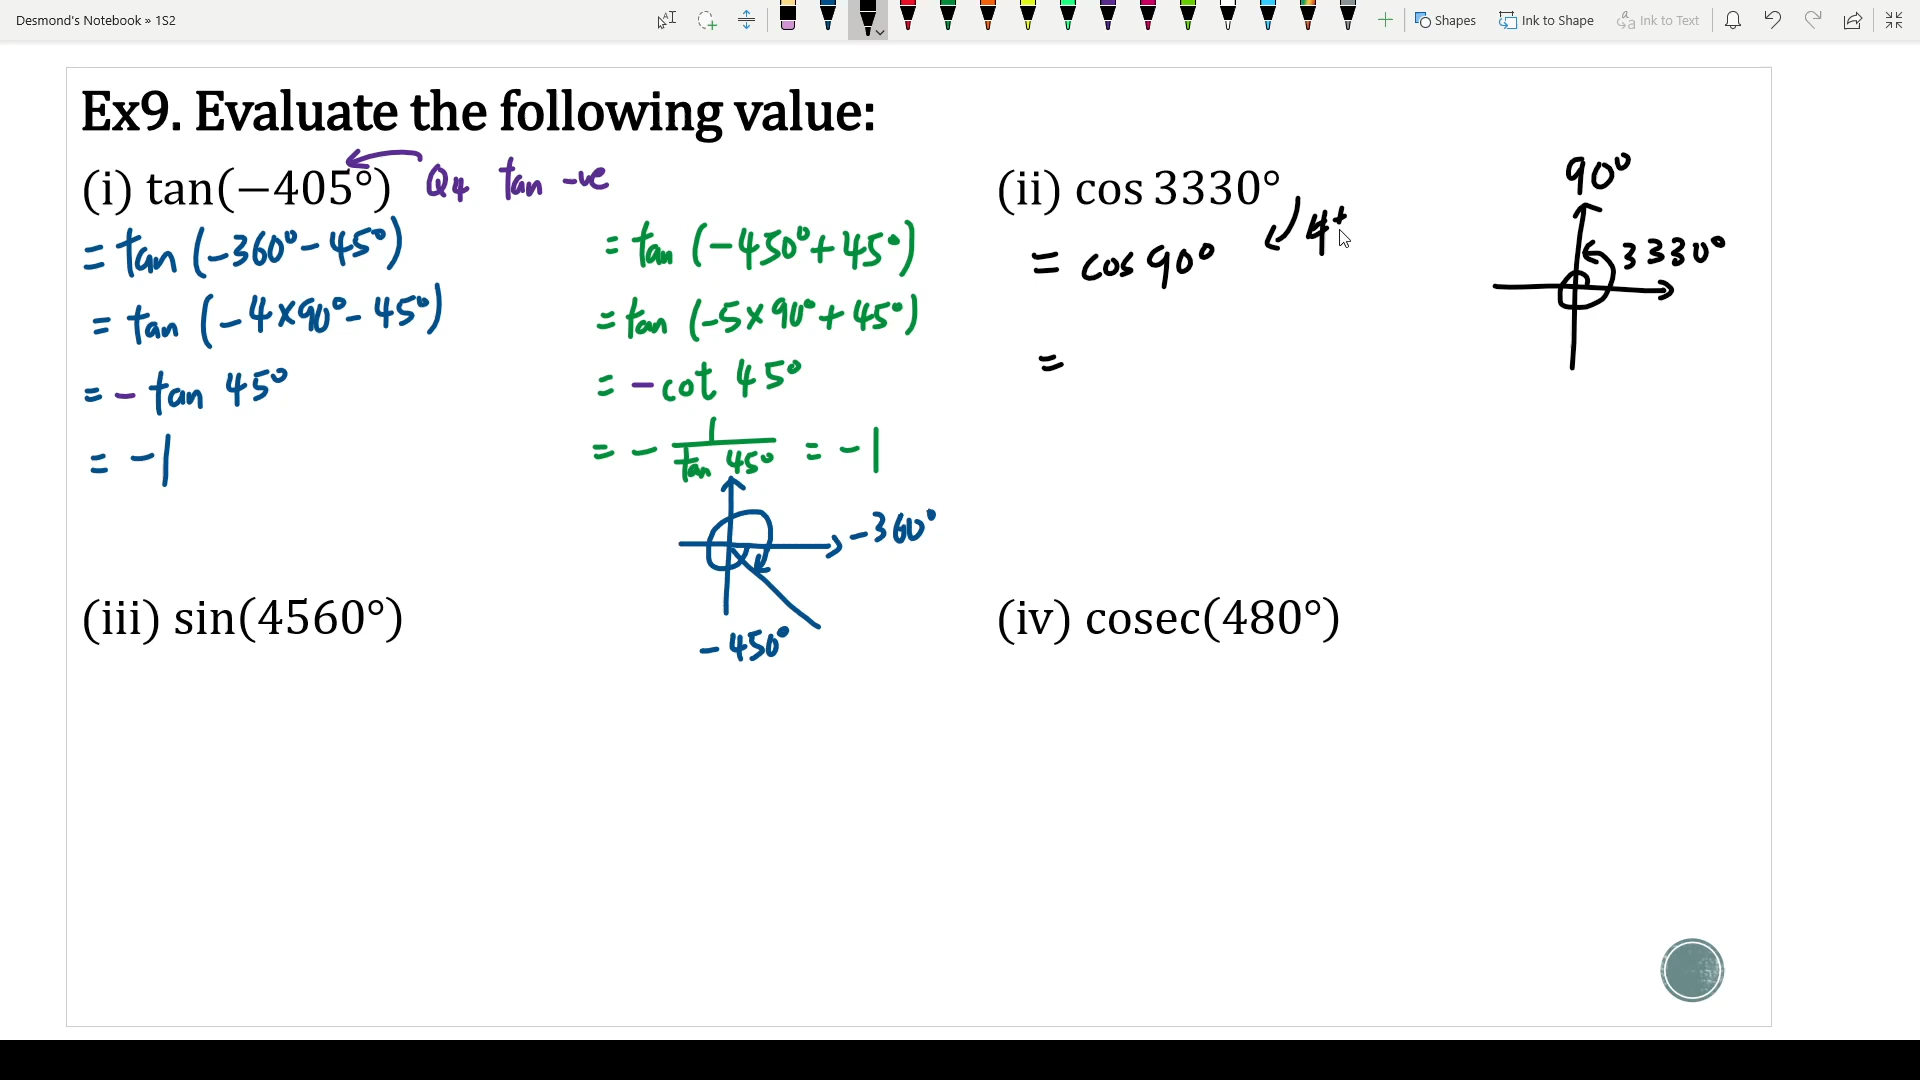 Desmond's Notebook » 1S2
Shapes Ink to Shape Ink to Text
Ex9. Evaluate the following value:
(i) tan(−405°) Q4 tan -ve
= tan (-360° - 45°)
= tan (-4×90° - 45°)
= - tan 45°
= -1
= tan (-450° + 45°)
= tan (-5×90° + 45°)
= -cot 45°
= - 1/tan 45° = -1
-360°
-450°
(ii) cos 3330°
= cos 90°
=
90°
3330°
(iii) sin(4560°)
(iv) cosec(480°)